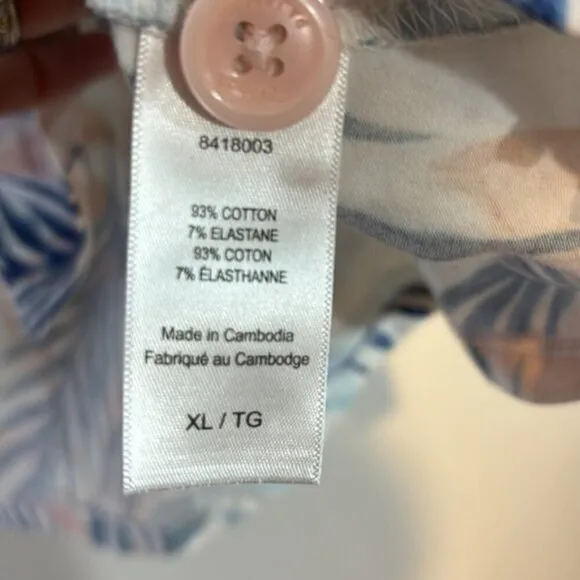 8418003
93% COTTON
7% ELASTANE
93% COTON
7% ÉLASTHANNE
Made in Cambodia
Fabriqué au Cambodge
XL / TG